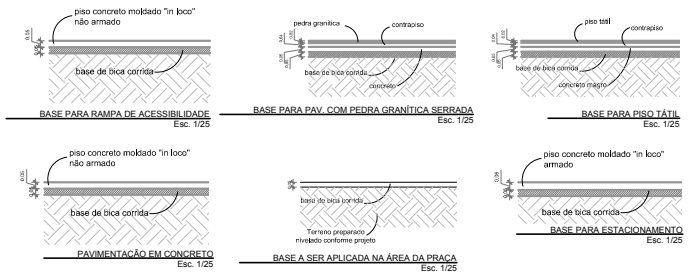 piso concreto moldado "in loco"
não armado
base de bica corrida
BASE PARA RAMPA DE ACESSIBILIDADE
Esc. 1/25
pedra granítica
contrapiso
base de bica corrida
concreto
BASE PARA PAV. COM PEDRA GRANÍTICA SERRADA
Esc. 1/25
piso tátil
contrapiso
base de bica corrida
concreto magro
BASE PARA PISO TÁTIL
Esc. 1/25
piso concreto moldado "in loco"
não armado
base de bica corrida
PAVIMENTAÇÃO EM CONCRETO
Esc. 1/25
base de bica corrida
Terreno preparado
nivelado conforme projeto
BASE A SER APLICADA NA ÁREA DA PRAÇA
Esc. 1/25
piso concreto moldado "in loco"
armado
base de bica corrida
BASE PARA ESTACIONAMENTO
Esc. 1/25